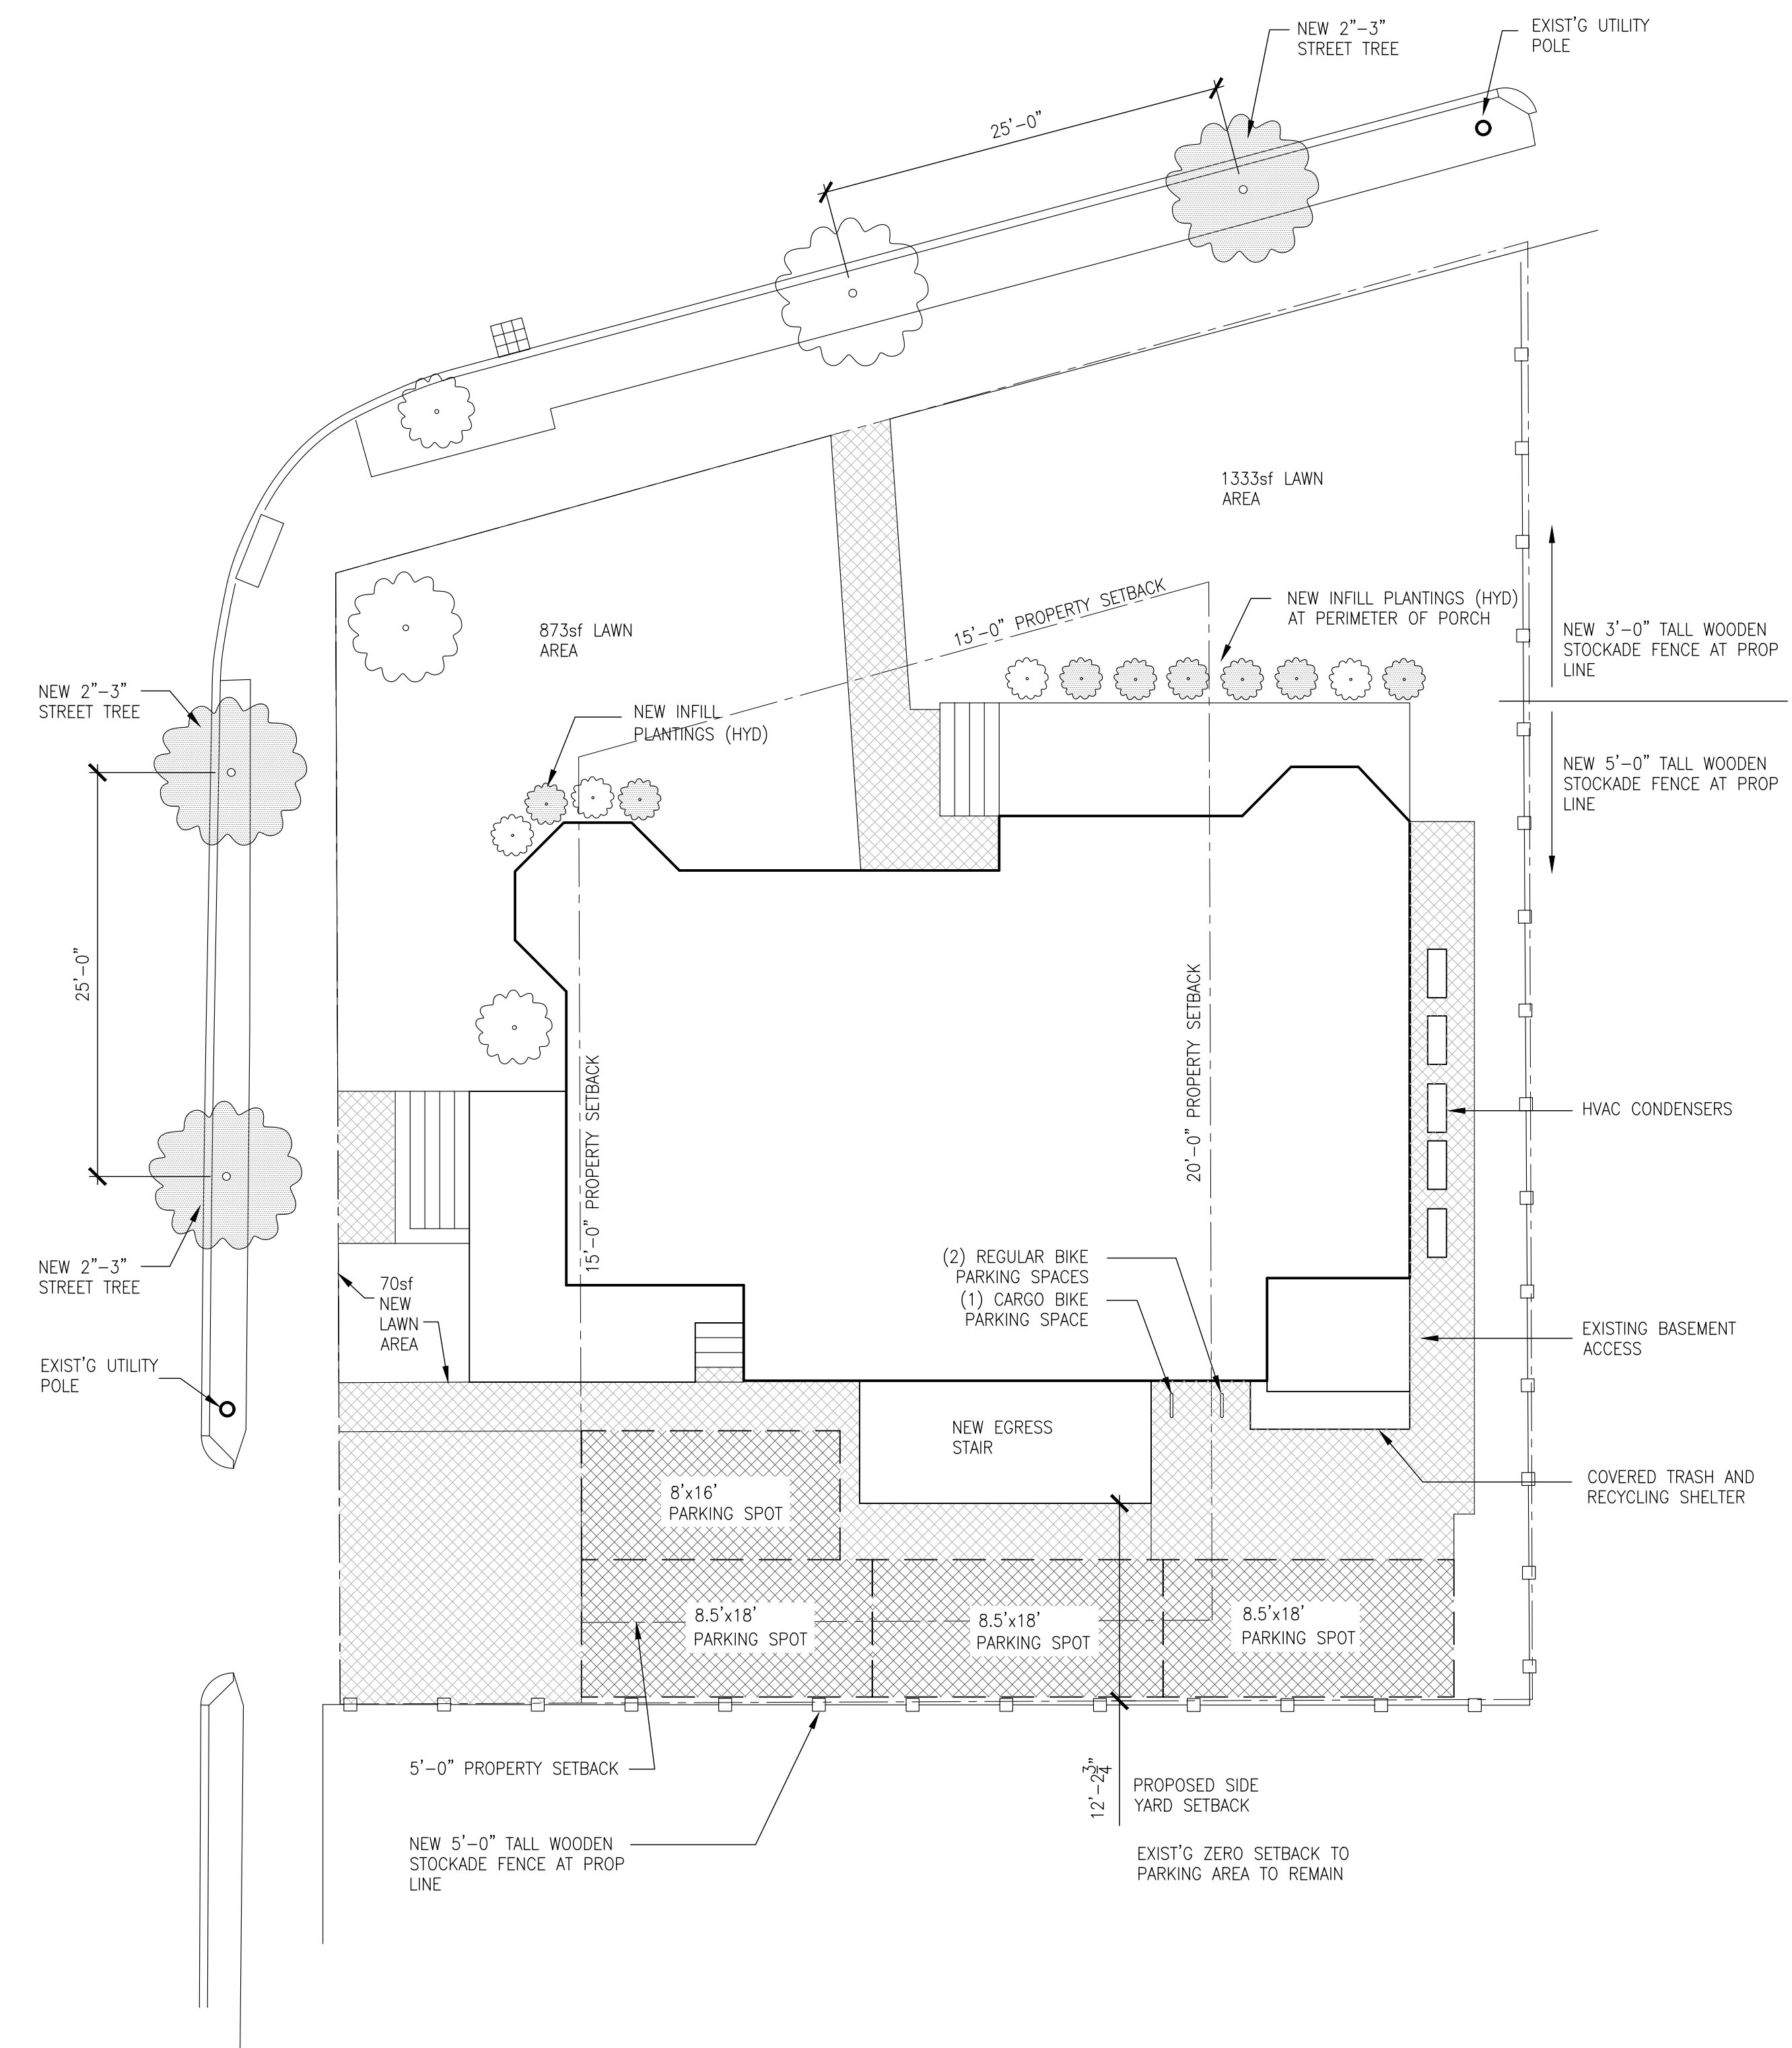 NEW 2"-3"
STREET TREE
EXIST'G UTILITY
POLE
25'-0"
1333sf LAWN
AREA
15'-0" PROPERTY SETBACK
NEW INFILL PLANTINGS (HYD)
AT PERIMETER OF PORCH
873sf LAWN
AREA
NEW 3'-0" TALL WOODEN
STOCKADE FENCE AT PROP
LINE
NEW 2"-3"
STREET TREE
NEW INFILL
PLANTINGS (HYD)
NEW 5'-0" TALL WOODEN
STOCKADE FENCE AT PROP
LINE
25'-0"
15'-0" PROPERTY SETBACK
20'-0" PROPERTY SETBACK
HVAC CONDENSERS
NEW 2"-3"
STREET TREE
70sf
NEW
LAWN
AREA
(2) REGULAR BIKE
PARKING SPACES
(1) CARGO BIKE
PARKING SPACE
EXISTING BASEMENT
ACCESS
EXIST'G UTILITY
POLE
NEW EGRESS
STAIR
COVERED TRASH AND
RECYCLING SHELTER
8'x16'
PARKING SPOT
8.5'x18'
PARKING SPOT
8.5'x18'
PARKING SPOT
8.5'x18'
PARKING SPOT
5'-0" PROPERTY SETBACK
12'-2 3/4"
PROPOSED SIDE
YARD SETBACK
NEW 5'-0" TALL WOODEN
STOCKADE FENCE AT PROP
LINE
EXIST'G ZERO SETBACK TO
PARKING AREA TO REMAIN